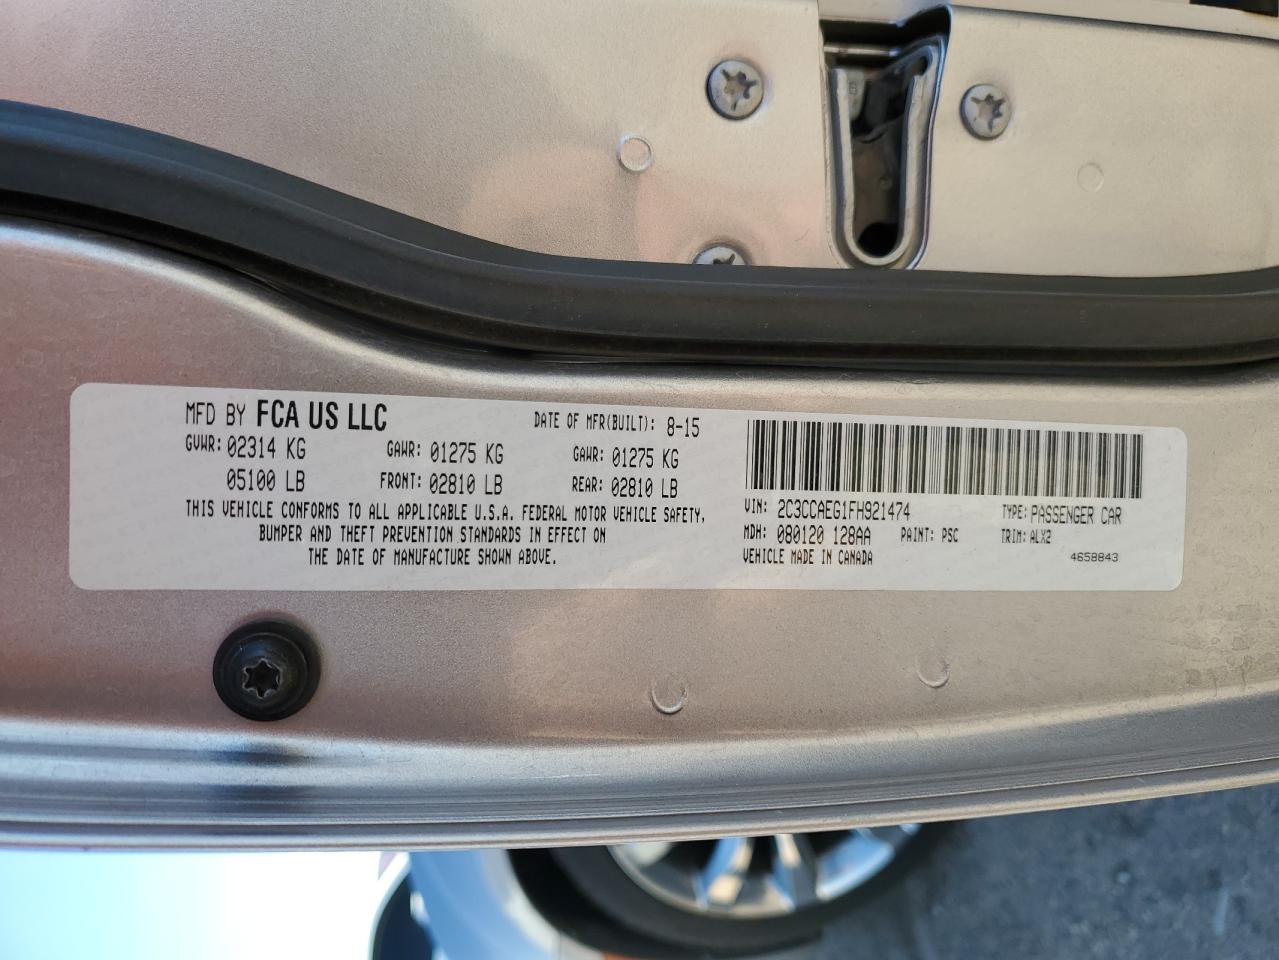 MFD BY FCA US LLC DATE OF MFR(BUILT): 8-15
GVWR: 02314 KG GAWR: 01275 KG GAWR: 01275 KG
05100 LB FRONT: 02810 LB REAR: 02810 LB
THIS VEHICLE CONFORMS TO ALL APPLICABLE U.S.A. FEDERAL MOTOR VEHICLE SAFETY,
BUMPER AND THEFT PREVENTION STANDARDS IN EFFECT ON
THE DATE OF MANUFACTURE SHOWN ABOVE.
VIN: 2C3CCAEG1FH921474 TYPE: PASSENGER CAR
MDH: 080120 128AA PAINT: PSC TRIM: ALX2
VEHICLE MADE IN CANADA 4658843